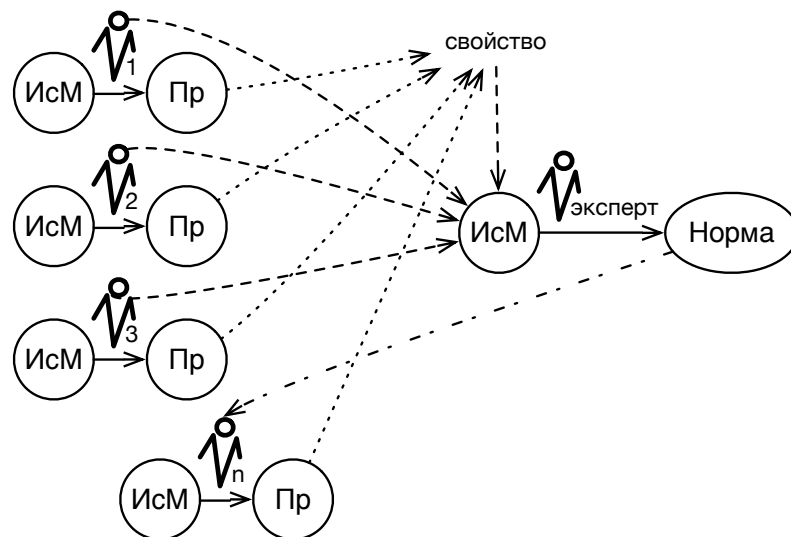 свойство
1
ИсМ
Пр
2
ИсМ
Пр
эксперт
ИсМ
Норма
3
ИсМ
Пр
n
ИсМ
Пр